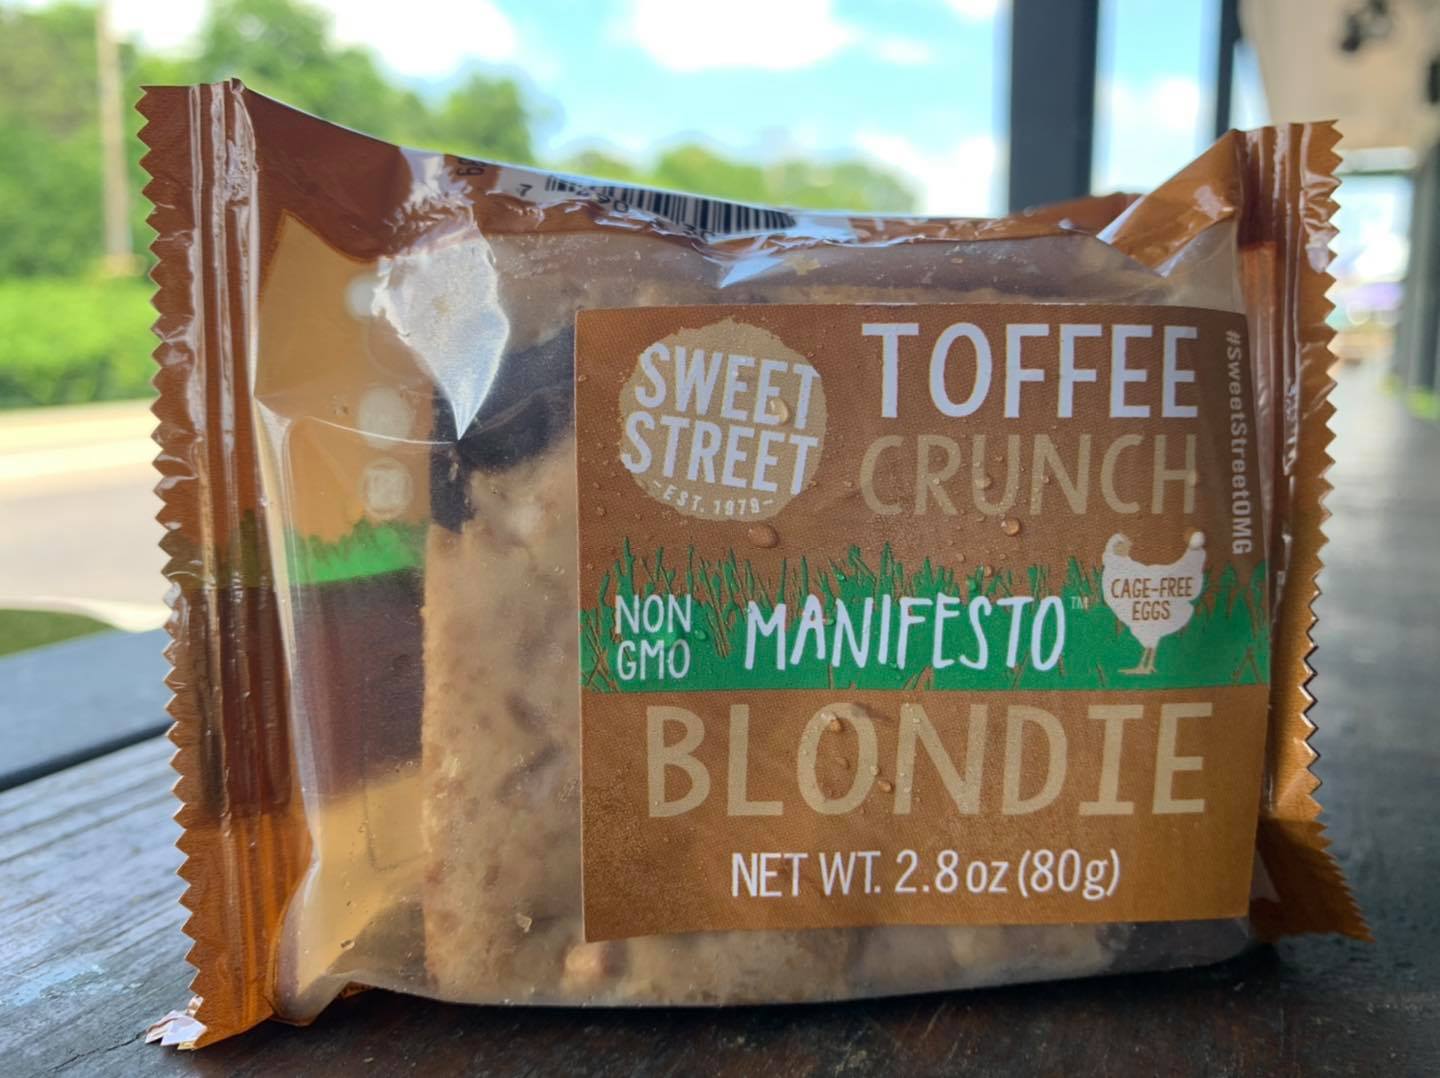 SWEET
STREET
~EST. 1979~
TOFFEE
CRUNCH
#SweetStreetOMG
NON
GMO
MANIFESTO™
CAGE-FREE
EGGS
BLONDIE
NET WT. 2.8 oz (80g)